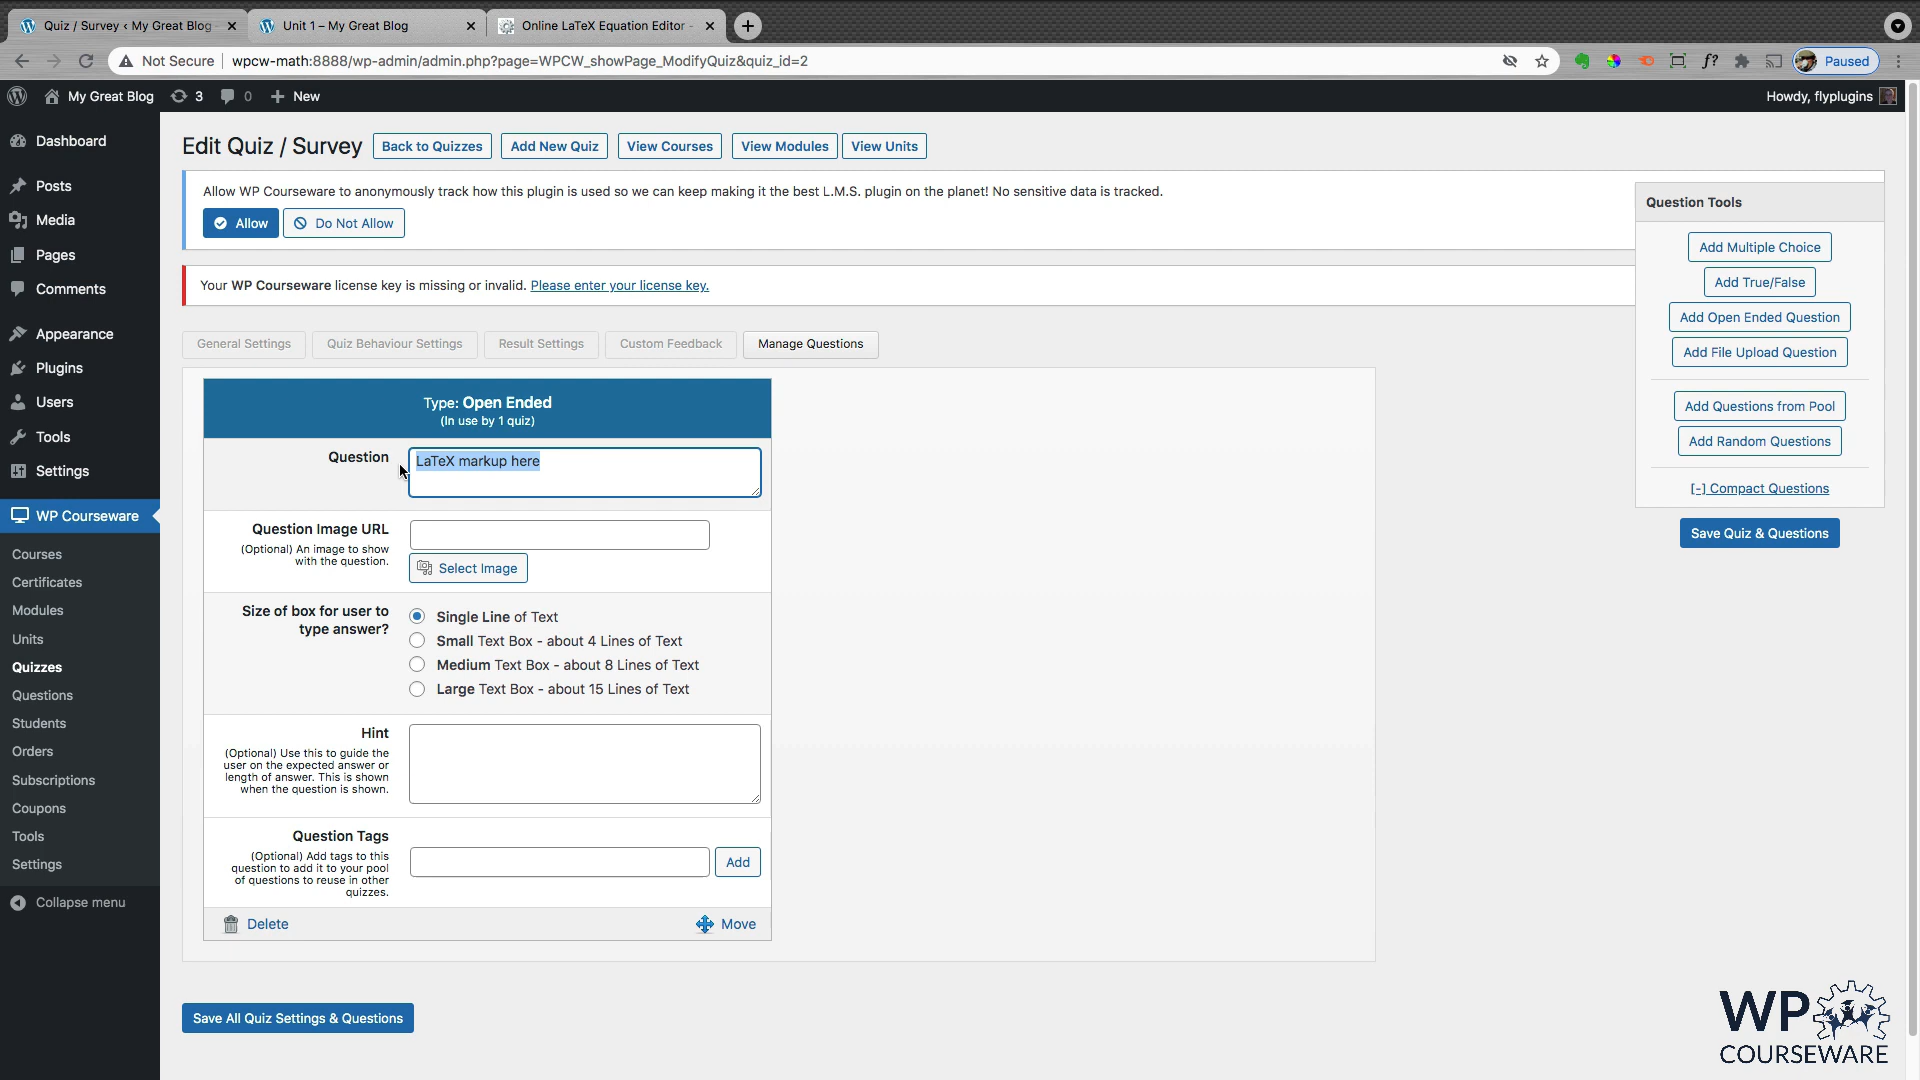 Quiz / Survey ‹ My Great Blog
Unit 1 – My Great Blog
Online LaTeX Equation Editor -
Not Secure
wpcw-math:8888/wp-admin/admin.php?page=WPCW_showPage_ModifyQuiz&quiz_id=2
f?
Paused
My Great Blog
3
0
New
Howdy, flyplugins
Dashboard
Posts
Media
Pages
Comments
Appearance
Plugins
Users
Tools
Settings
WP Courseware
Courses
Certificates
Modules
Units
Quizzes
Questions
Students
Orders
Subscriptions
Coupons
Tools
Settings
Collapse menu
Edit Quiz / Survey
Back to Quizzes
Add New Quiz
View Courses
View Modules
View Units
Allow WP Courseware to anonymously track how this plugin is used so we can keep making it the best L.M.S. plugin on the planet! No sensitive data is tracked.
Allow
Do Not Allow
Your WP Courseware license key is missing or invalid. Please enter your license key.
General Settings
Quiz Behaviour Settings
Result Settings
Custom Feedback
Manage Questions
Type: Open Ended
(In use by 1 quiz)
Question
LaTeX markup here
Question Image URL
(Optional) An image to show
with the question.
Select Image
Size of box for user to
type answer?
Single Line of Text
Small Text Box - about 4 Lines of Text
Medium Text Box - about 8 Lines of Text
Large Text Box - about 15 Lines of Text
Hint
(Optional) Use this to guide the
user on the expected answer or
length of answer. This is shown
when the question is shown.
Question Tags
(Optional) Add tags to this
question to add it to your pool
of questions to reuse in other
quizzes.
Add
Delete
Move
Save All Quiz Settings & Questions
Question Tools
Add Multiple Choice
Add True/False
Add Open Ended Question
Add File Upload Question
Add Questions from Pool
Add Random Questions
[-] Compact Questions
Save Quiz & Questions
WP
COURSEWARE